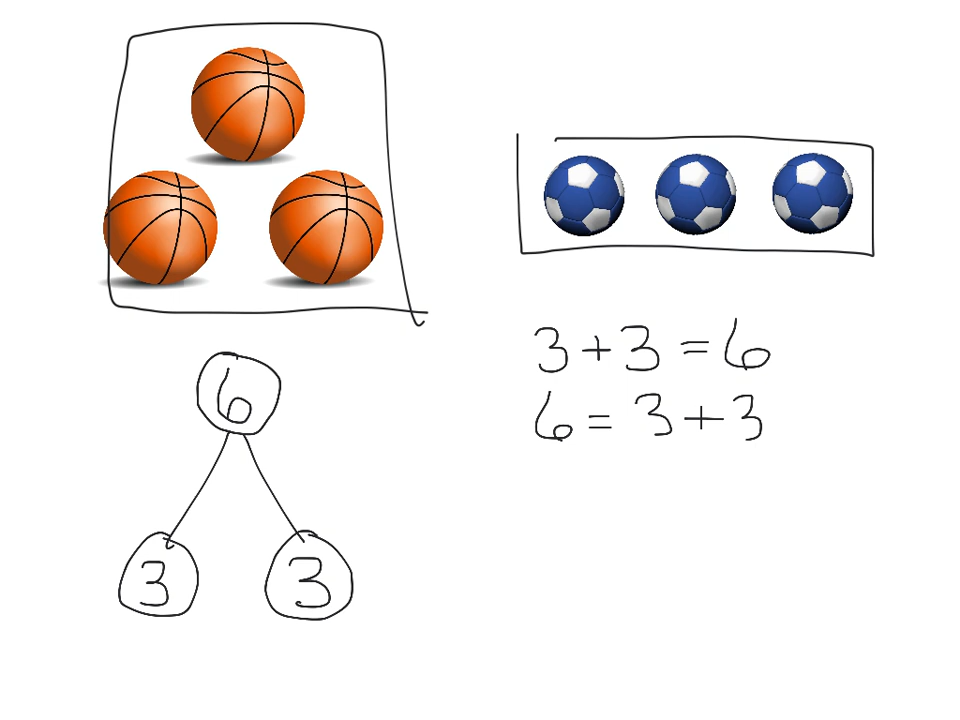 3 + 3 = 6
6 = 3 + 3
6
3 3